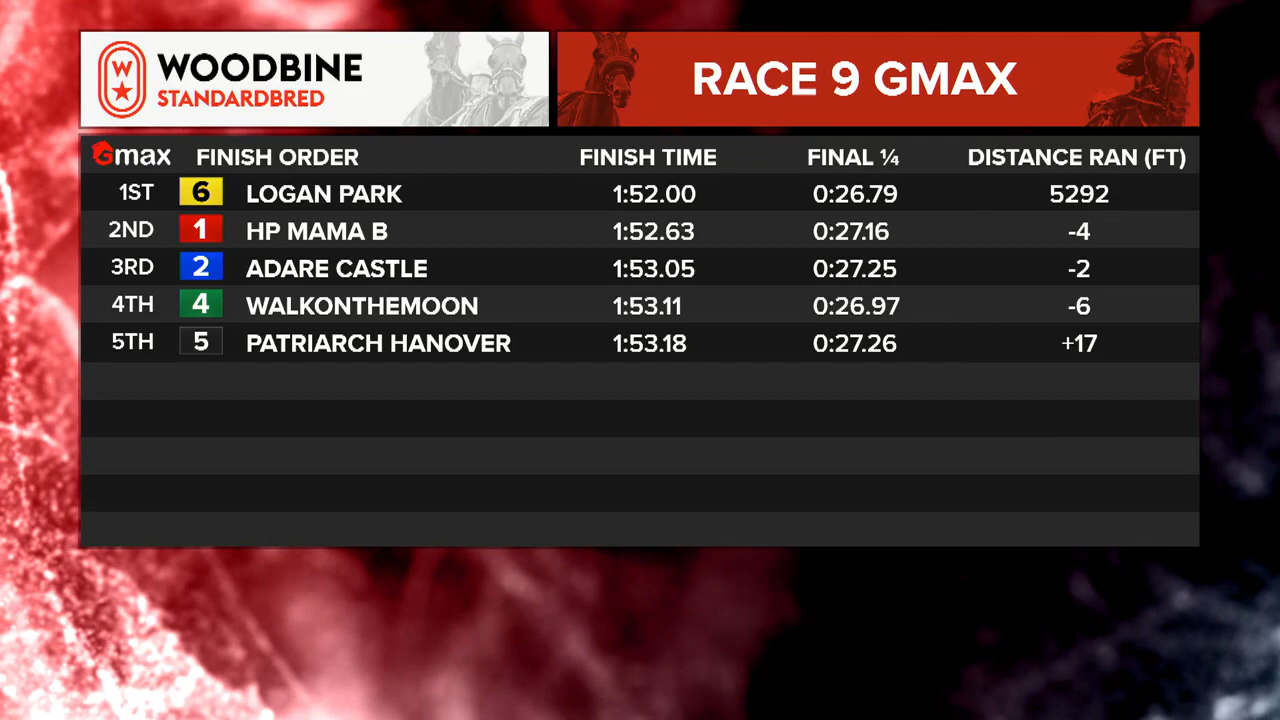 W WOODBINE
STANDARDBRED
RACE 9 GMAX
Gmax FINISH ORDER FINISH TIME FINAL ¼ DISTANCE RAN (FT)
1ST 6 LOGAN PARK 1:52.00 0:26.79 5292
2ND 1 HP MAMA B 1:52.63 0:27.16 -4
3RD 2 ADARE CASTLE 1:53.05 0:27.25 -2
4TH 4 WALKONTHEMOON 1:53.11 0:26.97 -6
5TH 5 PATRIARCH HANOVER 1:53.18 0:27.26 +17